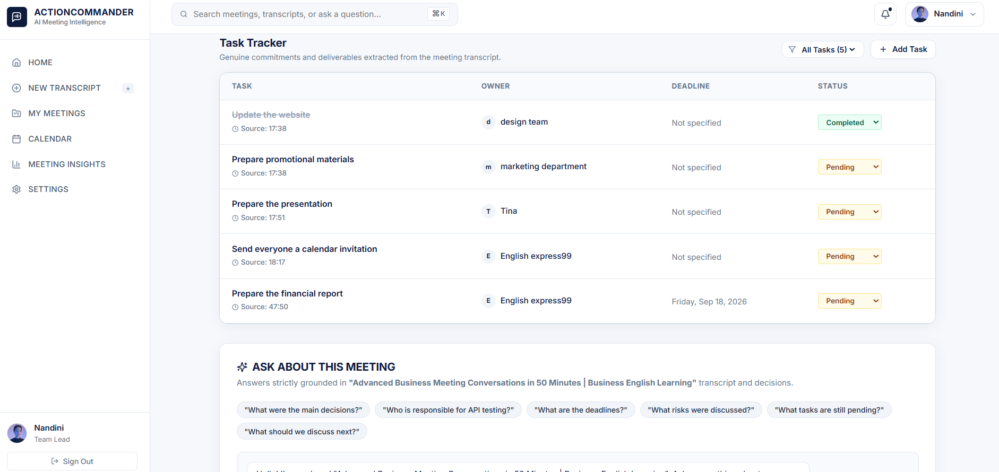 ACTIONCOMMANDER
AI Meeting Intelligence
Search meetings, transcripts, or ask a question...
⌘K
Nandini
HOME
NEW TRANSCRIPT
+
MY MEETINGS
CALENDAR
MEETING INSIGHTS
SETTINGS
Nandini
Team Lead
Sign Out
Task Tracker
Genuine commitments and deliverables extracted from the meeting transcript.
All Tasks (5)
+ Add Task
TASK OWNER DEADLINE STATUS
Update the website
Source: 17:38
d design team
Not specified
Completed
Prepare promotional materials
Source: 17:38
m marketing department
Not specified
Pending
Prepare the presentation
Source: 17:51
T Tina
Not specified
Pending
Send everyone a calendar invitation
Source: 18:17
E English express99
Not specified
Pending
Prepare the financial report
Source: 47:50
E English express99
Friday, Sep 18, 2026
Pending
ASK ABOUT THIS MEETING
Answers strictly grounded in "Advanced Business Meeting Conversations in 50 Minutes | Business English Learning" transcript and decisions.
"What were the main decisions?" "Who is responsible for API testing?" "What are the deadlines?" "What risks were discussed?" "What tasks are still pending?"
"What should we discuss next?"